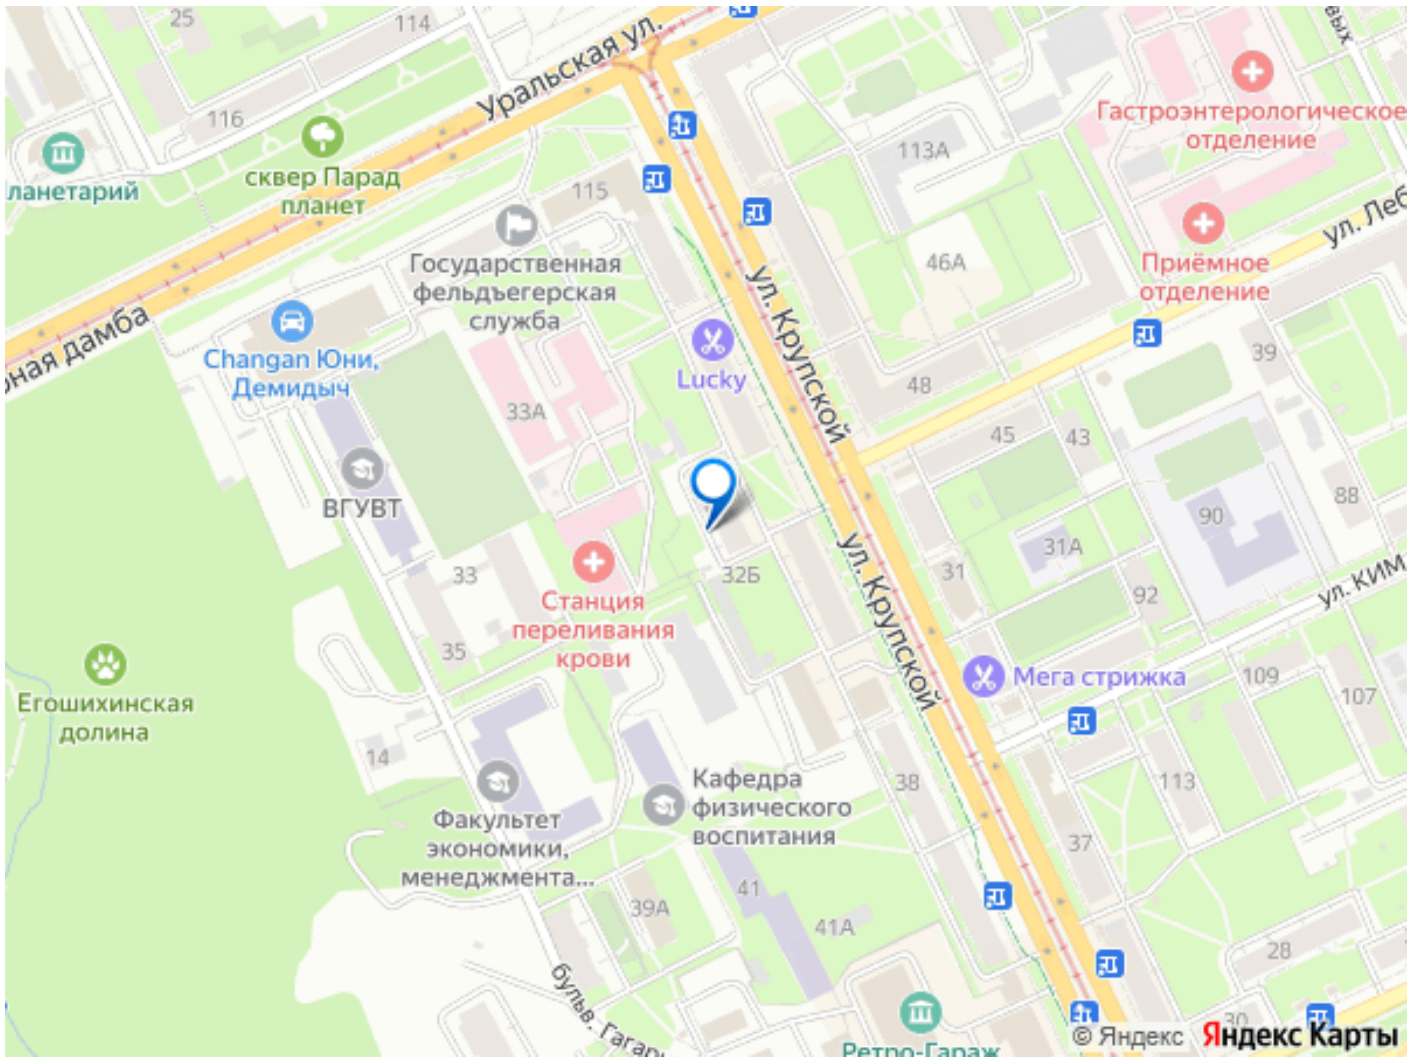 25
114
Уральская ул.
116
сквер Парад
планет
ланетарий
115
Государственная
фельдъегерская
служба
113А
Гастроэнтерологическое
отделение
Приёмное
отделение
ул. Леб
46А
ул. Крупской
рная дамба
Changan Юни,
Демидыч
Lucky
33А
48
39
45
43
ВГУВТ
88
90
31А
33
32Б
31
ул. Крупской
ул. КИМ
92
Станция
переливания
крови
35
Мега стрижка
109
107
Егошихинская
долина
14
38
113
Кафедра
физического
воспитания
Факультет
экономики,
менеджмента...
37
41
39А
41А
28
бульв. Гагари
30
Ретро-Гараж
© Яндекс Яндекс Карты